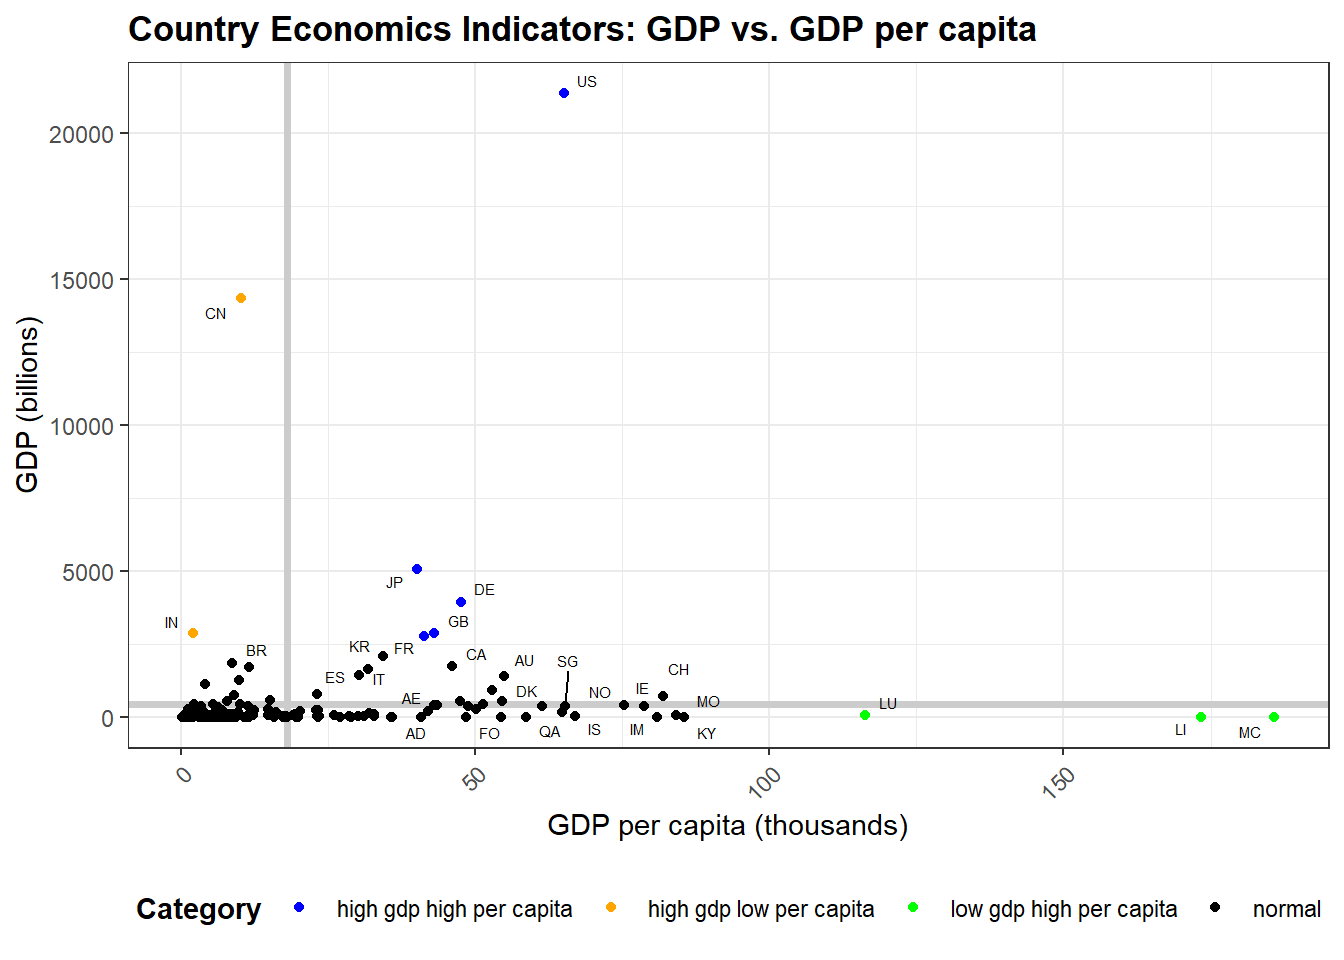 Country Economics Indicators: GDP vs. GDP per capita
US
20000
15000
CN
10000
GDP (billions)
5000
JP
DE
IN
GB
BR
KR
FR
CA
AU
SG
ES
IT
CH
AE
DK
NO
IE
MO
LU
0
AD
FO
QA
IS
IM
KY
LI
MC
0
50
100
150
GDP per capita (thousands)
Category
high gdp high per capita
high gdp low per capita
low gdp high per capita
normal